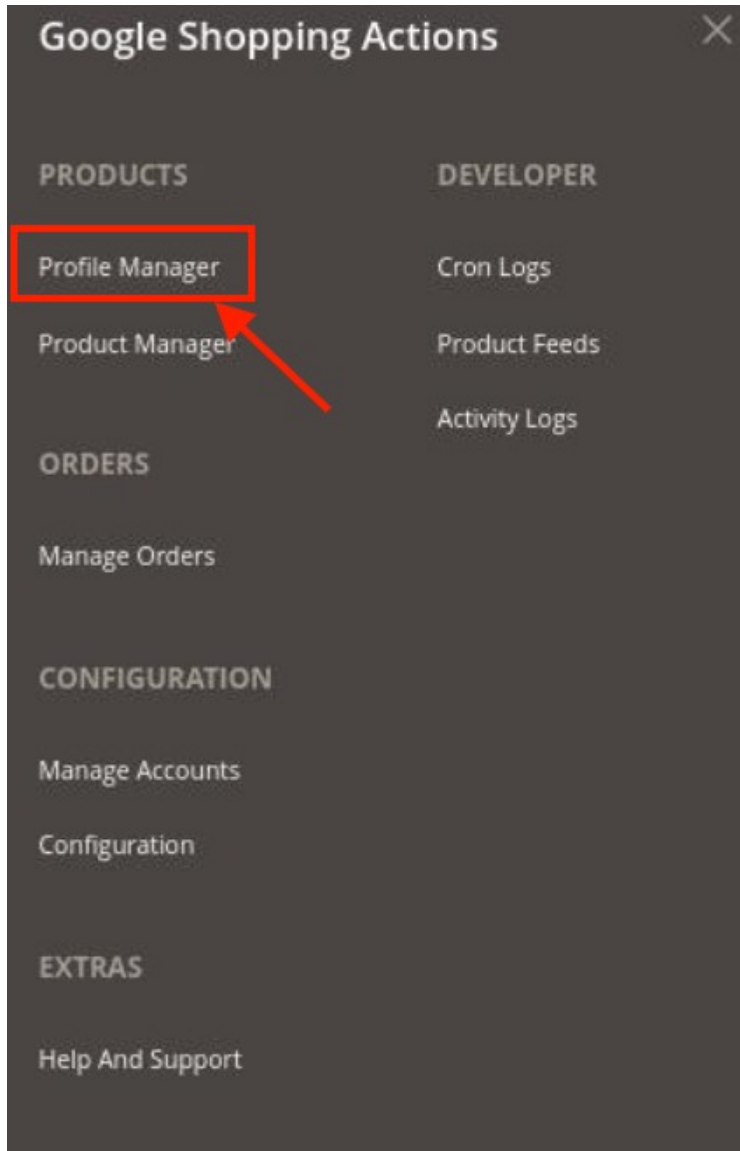 Google Shopping Actions
PRODUCTS
Profile Manager
Product Manager
ORDERS
Manage Orders
CONFIGURATION
Manage Accounts
Configuration
EXTRAS
Help And Support
DEVELOPER
Cron Logs
Product Feeds
Activity Logs